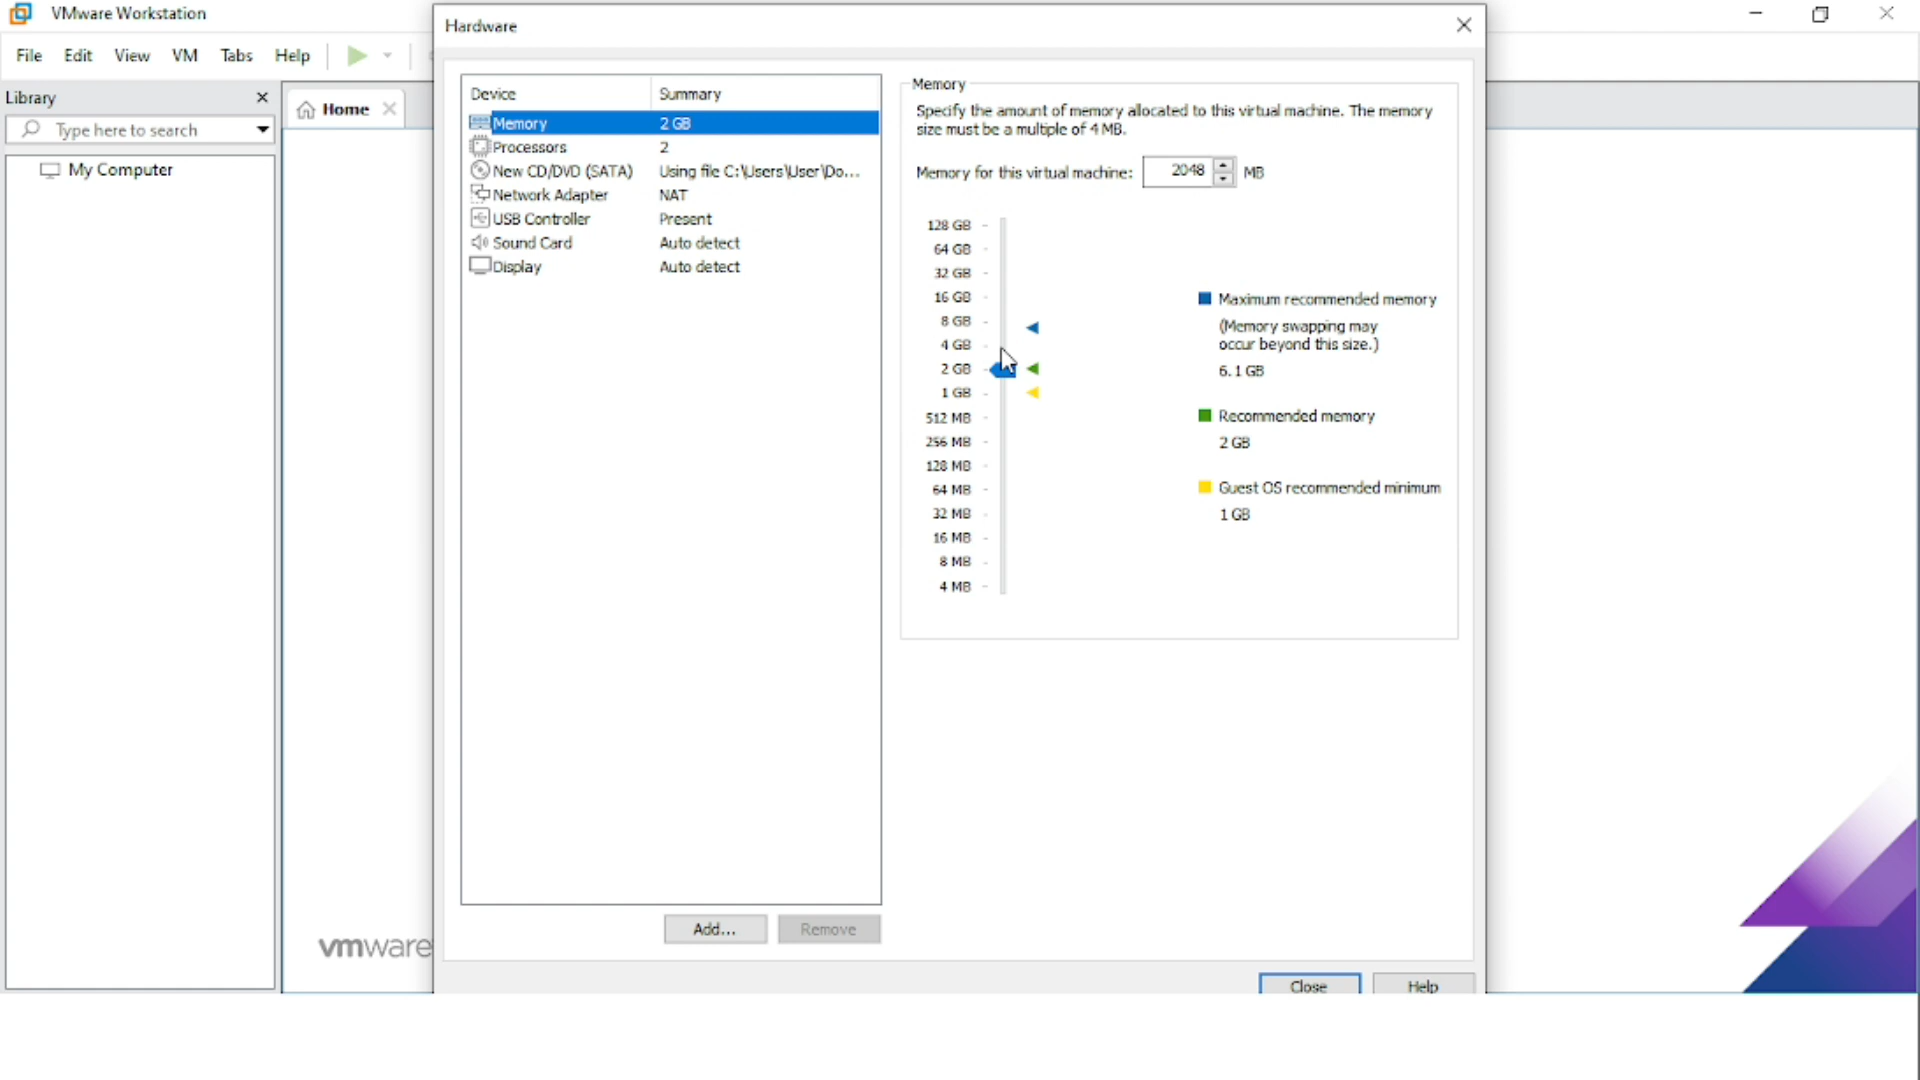 VMware Workstation
File Edit View VM Tabs Help
Library
Type here to search
My Computer
Home
vmware
Hardware
Device Summary
Memory 2 GB
Processors 2
New CD/DVD (SATA) Using file C:\Users\User\Do...
Network Adapter NAT
USB Controller Present
Sound Card Auto detect
Display Auto detect
Add... Remove
Memory
Specify the amount of memory allocated to this virtual machine. The memory
size must be a multiple of 4 MB.
Memory for this virtual machine: 2048 MB
128 GB
64 GB
32 GB
16 GB
8 GB
4 GB
2 GB
1 GB
512 MB
256 MB
128 MB
64 MB
32 MB
16 MB
8 MB
4 MB
Maximum recommended memory
(Memory swapping may
occur beyond this size.)
6.1 GB
Recommended memory
2 GB
Guest OS recommended minimum
1 GB
Close Help